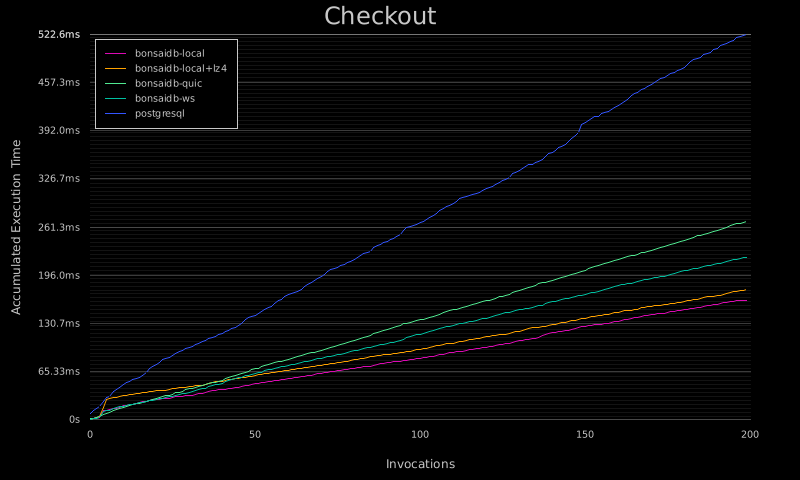 Checkout
522.6ms
457.3ms
392.0ms
326.7ms
261.3ms
196.0ms
130.7ms
65.33ms
0s
bonsaidb-local
bonsaidb-local+lz4
bonsaidb-quic
bonsaidb-ws
postgresql
Accumulated Execution Time
0 50 100 150 200
Invocations